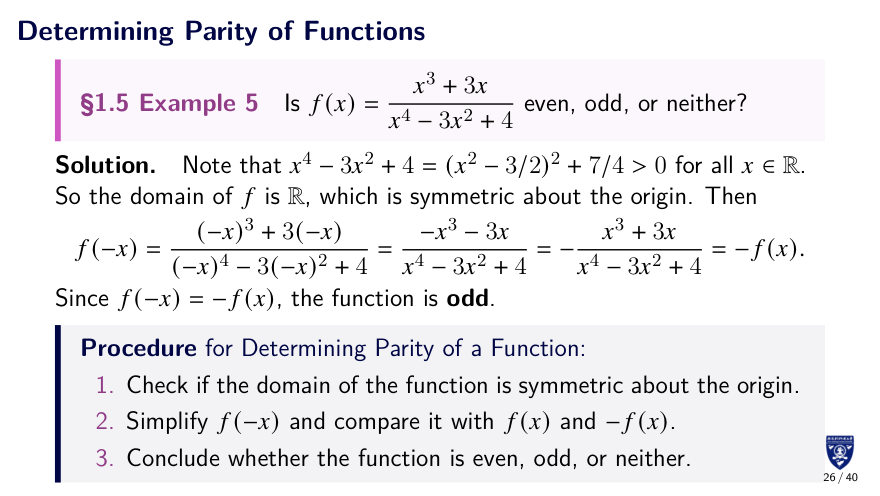 Determining Parity of Functions
§1.5 Example 5 Is f(x) = \frac{x^3 + 3x}{x^4 − 3x^2 + 4} even, odd, or neither?
Solution. Note that x^4 − 3x^2 + 4 = (x^2 − 3/2)^2 + 7/4 > 0 for all x ∈ ℝ.
So the domain of f is ℝ, which is symmetric about the origin. Then
f(−x) = \frac{(−x)^3 + 3(−x)}{(−x)^4 − 3(−x)^2 + 4} = \frac{−x^3 − 3x}{x^4 − 3x^2 + 4} = −\frac{x^3 + 3x}{x^4 − 3x^2 + 4} = −f(x).
Since f(−x) = −f(x), the function is odd.
Procedure for Determining Parity of a Function:
1. Check if the domain of the function is symmetric about the origin.
2. Simplify f(−x) and compare it with f(x) and −f(x).
3. Conclude whether the function is even, odd, or neither.
26 / 40